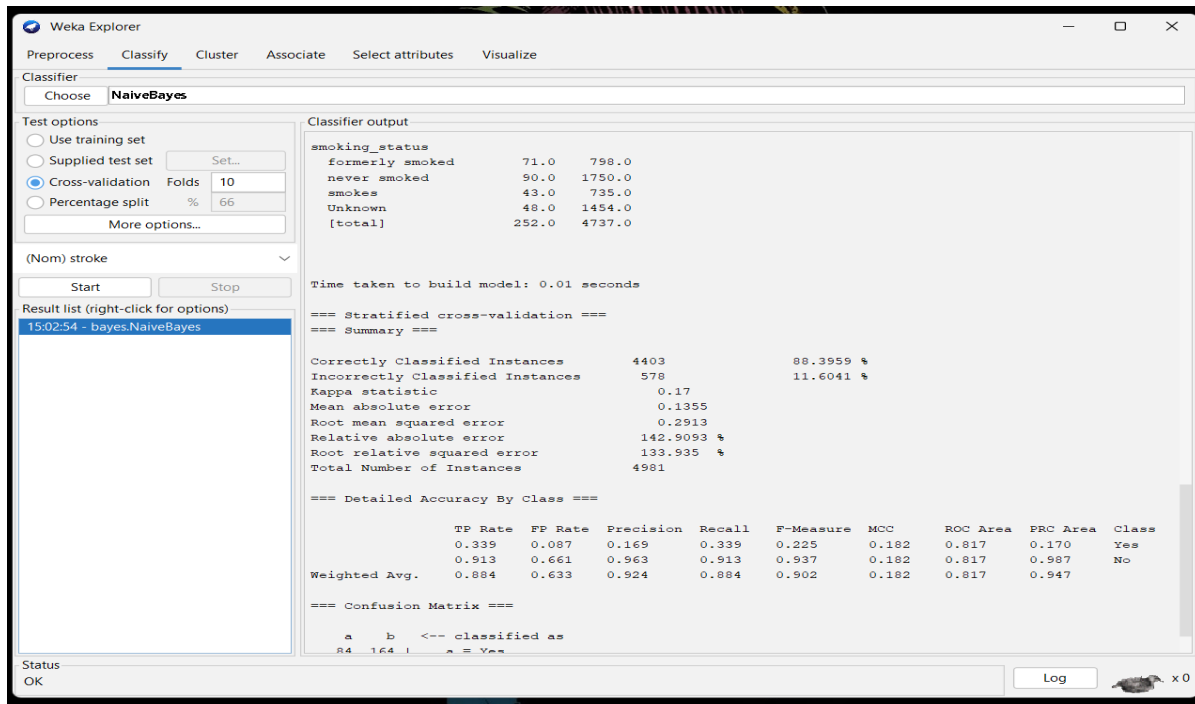 Weka Explorer
Preprocess Classify Cluster Associate Select attributes Visualize
Classifier
Choose NaiveBayes
Test options
Use training set
Supplied test set Set...
Cross-validation Folds 10
Percentage split % 66
More options...
(Nom) stroke
Start Stop
Result list (right-click for options)
15:02:54 - bayes.NaiveBayes
Classifier output
smoking_status
formerly smoked 71.0 798.0
never smoked 90.0 1750.0
smokes 43.0 735.0
Unknown 48.0 1454.0
[total] 252.0 4737.0
Time taken to build model: 0.01 seconds
=== Stratified cross-validation ===
=== Summary ===
Correctly Classified Instances 4403 88.3959 %
Incorrectly Classified Instances 578 11.6041 %
Kappa statistic 0.17
Mean absolute error 0.1355
Root mean squared error 0.2913
Relative absolute error 142.9093 %
Root relative squared error 133.935 %
Total Number of Instances 4981
=== Detailed Accuracy By Class ===
TP Rate FP Rate Precision Recall F-Measure MCC ROC Area PRC Area Class
0.339 0.087 0.169 0.339 0.225 0.182 0.817 0.170 Yes
0.913 0.661 0.963 0.913 0.937 0.182 0.817 0.987 No
Weighted Avg. 0.884 0.633 0.924 0.884 0.902 0.182 0.817 0.947
=== Confusion Matrix ===
a b <-- classified as
84 164 | a = Yes
Status
OK
Log x 0